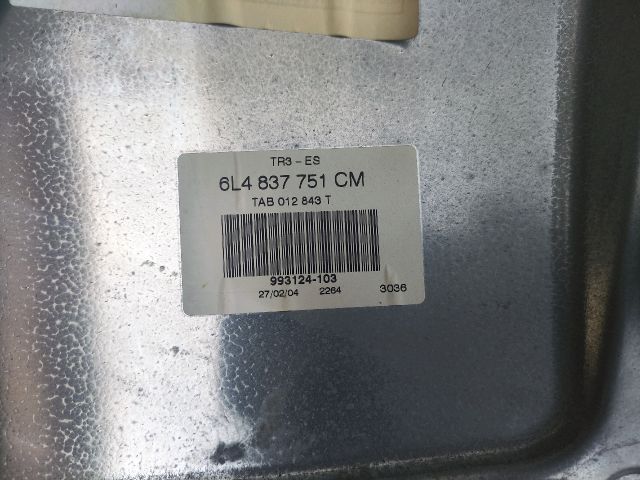 TR3 - ES
6L4 837 751 CM
TAB 012 843 T
993124-103
27/02/04 2264 3036